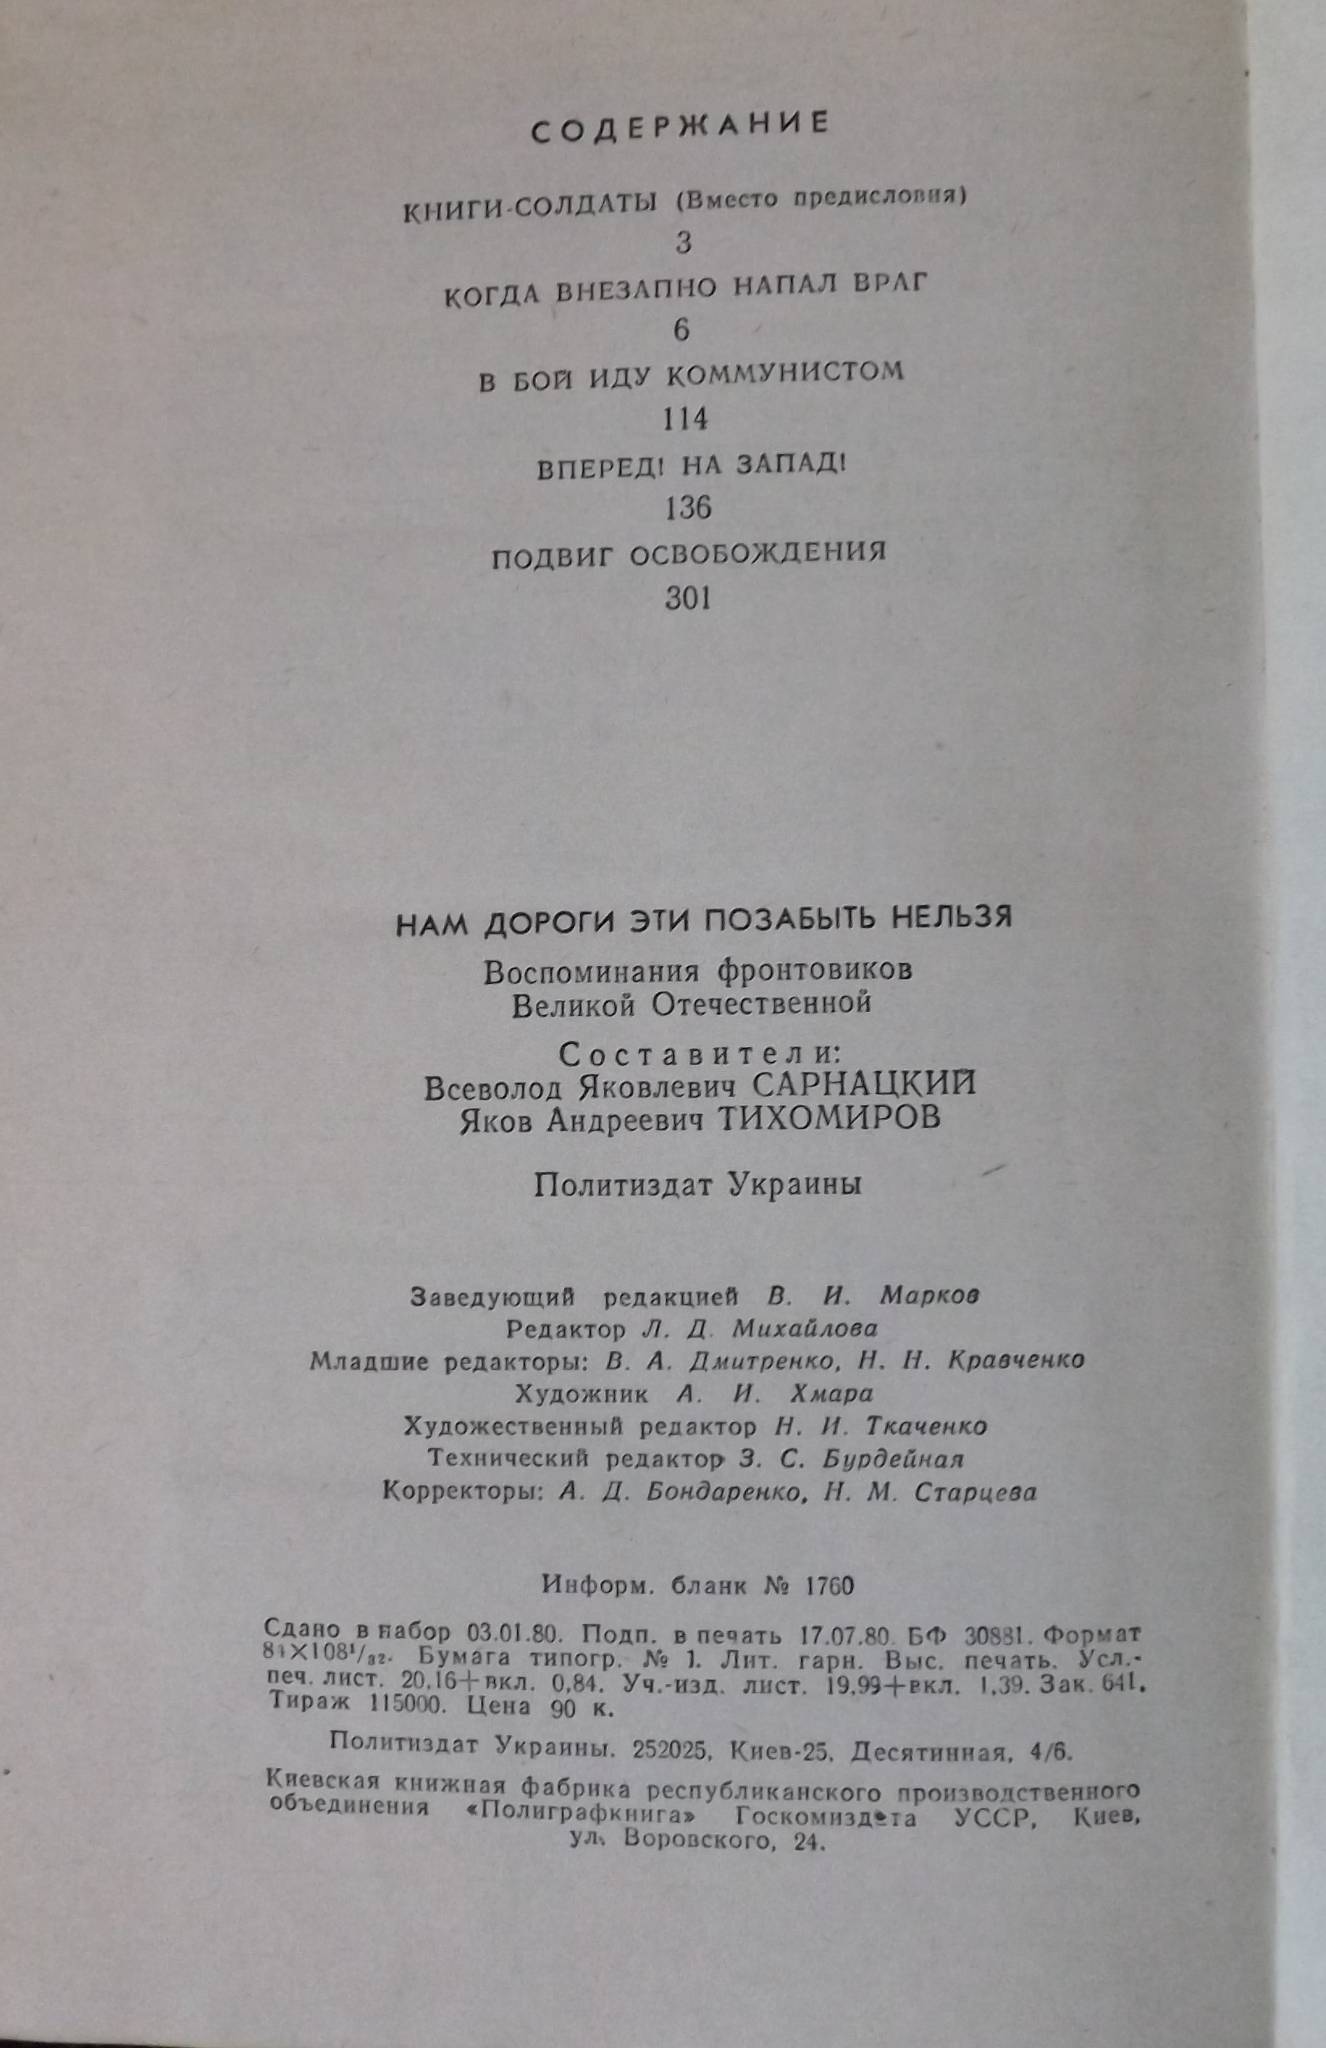 СОДЕРЖАНИЕ
КНИГИ-СОЛДАТЫ (Вместо предисловия)
3
КОГДА ВНЕЗАПНО НАПАЛ ВРАГ
6
В БОЙ ИДУ КОММУНИСТОМ
114
ВПЕРЕД! НА ЗАПАД!
136
ПОДВИГ ОСВОБОЖДЕНИЯ
301
НАМ ДОРОГИ ЭТИ ПОЗАБЫТЬ НЕЛЬЗЯ
Воспоминания фронтовиков
Великой Отечественной
Составители:
Всеволод Яковлевич САРНАЦКИЙ
Яков Андреевич ТИХОМИРОВ
Политиздат Украины
Заведующий редакцией В. И. Марков
Редактор Л. Д. Михайлова
Младшие редакторы: В. А. Дмитренко, Н. Н. Кравченко
Художник А. И. Хмара
Художественный редактор Н. И. Ткаченко
Технический редактор З. С. Бурдейная
Корректоры: А. Д. Бондаренко, Н. М. Старцева
Информ. бланк № 1760
Сдано в набор 03.01.80. Подп. в печать 17.07.80. БФ 30881. Формат
84×108¹/₃₂. Бумага типогр. № 1. Лит. гарн. Выс. печать. Усл.-
печ. лист. 20,16+вкл. 0,84. Уч.-изд. лист. 19,99+вкл. 1,39. Зак. 641.
Тираж 115000. Цена 90 к.
Политиздат Украины. 252025, Киев-25, Десятинная, 4/6.
Киевская книжная фабрика республиканского производственного
объединения «Полиграфкнига» Госкомиздата УССР, Киев,
ул. Воровского, 24.